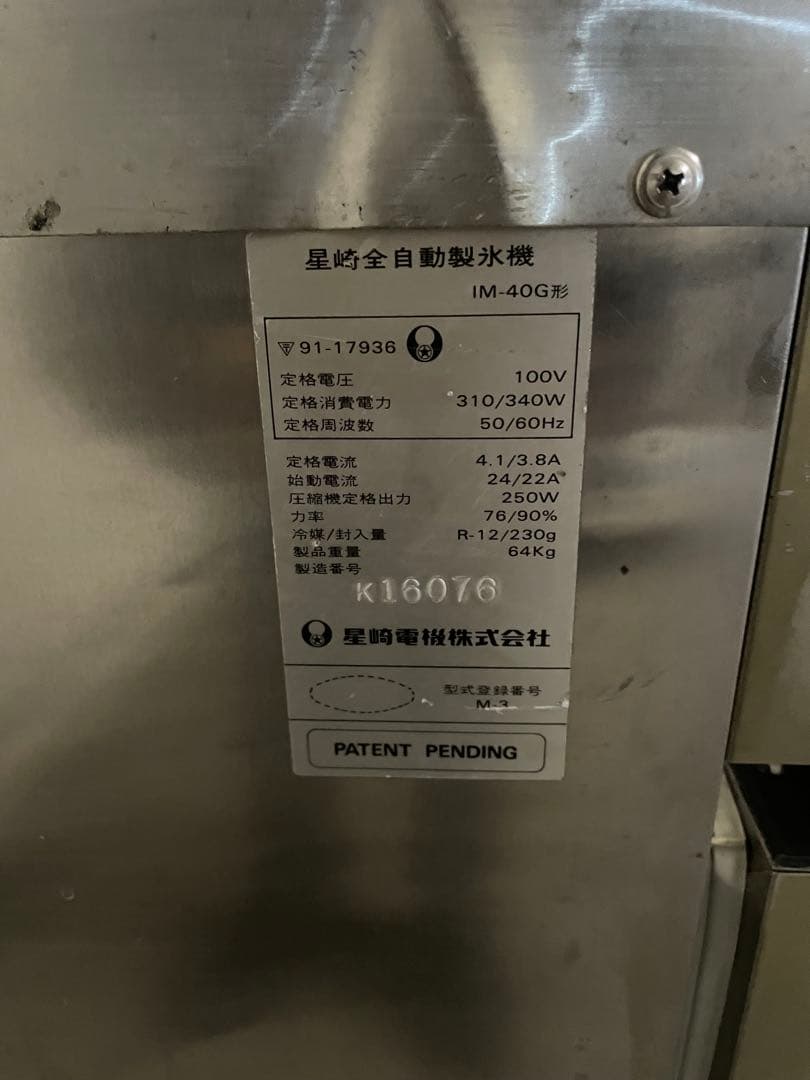 星崎全自動製氷機
IM-40G形
91-17936
定格電圧 100V
定格消費電力 310/340W
定格周波数 50/60Hz
定格電流 4.1/3.8A
始動電流 24/22A
圧縮機定格出力 250W
力率 76/90%
冷媒/封入量 R-12/230g
製品重量 64Kg
製造番号
K16076
星崎電機株式会社
型式登録番号
M-3
PATENT PENDING